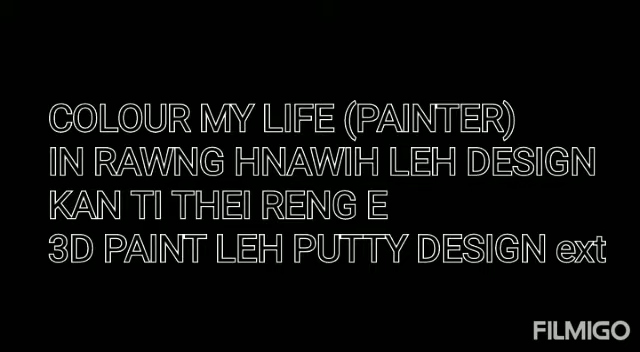 COLOUR MY LIFE (PAINTER)
IN RAWNG HNAWIH LEH DESIGN
KAN TI THEI RENG E
3D PAINT LEH PUTTY DESIGN ext
FILMIGO